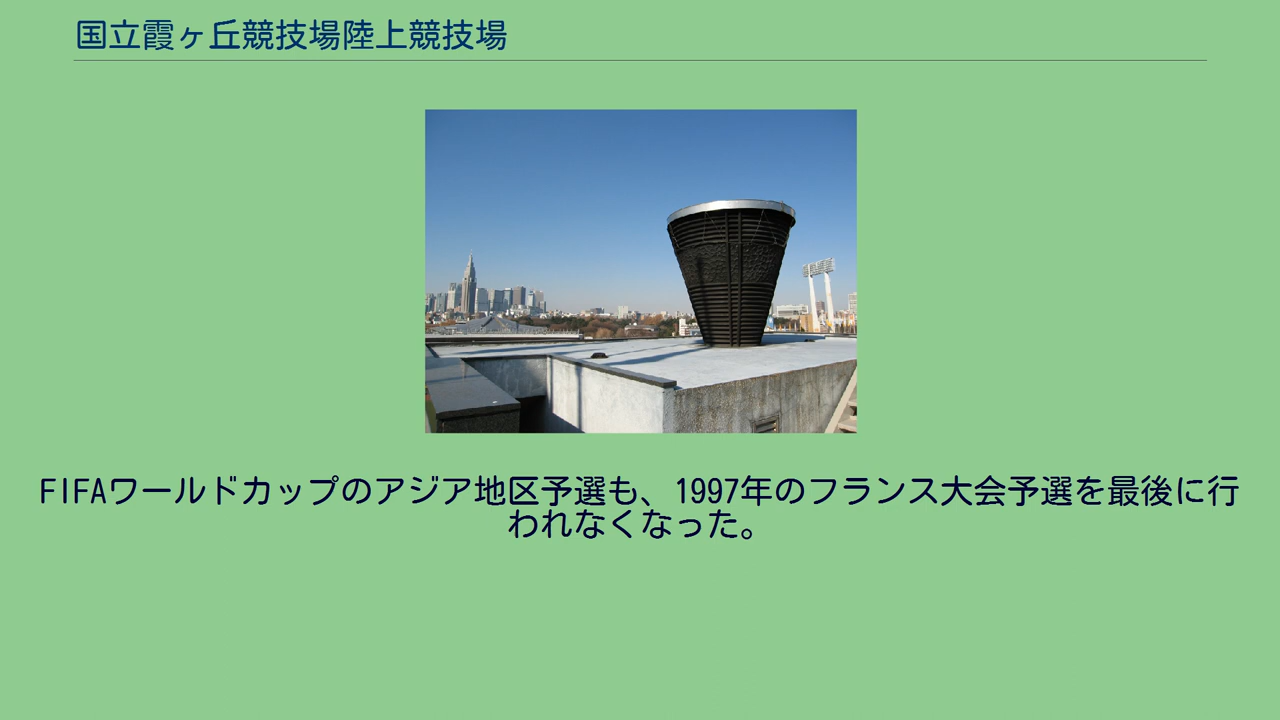 国立霞ヶ丘競技場陸上競技場
FIFAワールドカップのアジア地区予選も、1997年のフランス大会予選を最後に行
われなくなった。